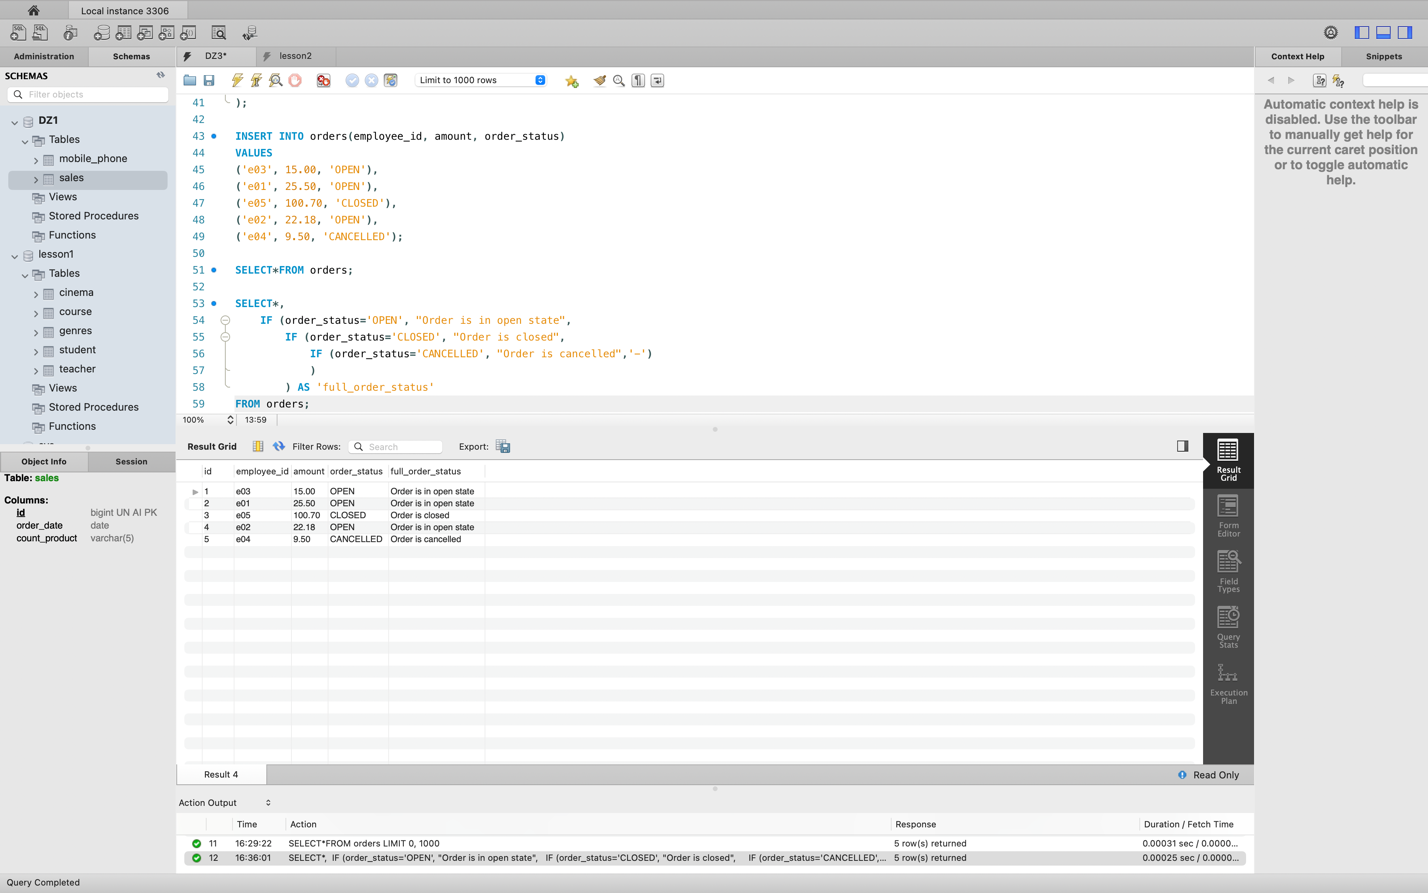 Local instance 3306
Administration
Schemas
DZ3*
lesson2
Context Help
Snippets
SCHEMAS
Filter objects
DZ1
Tables
mobile_phone
sales
Views
Stored Procedures
Functions
lesson1
Tables
cinema
course
genres
student
teacher
Views
Stored Procedures
Functions
Object Info
Session
Table: sales
Columns:
id bigint UN AI PK
order_date date
count_product varchar(5)
Limit to 1000 rows
41 );
42
43 INSERT INTO orders(employee_id, amount, order_status)
44 VALUES
45 ('e03', 15.00, 'OPEN'),
46 ('e01', 25.50, 'OPEN'),
47 ('e05', 100.70, 'CLOSED'),
48 ('e02', 22.18, 'OPEN'),
49 ('e04', 9.50, 'CANCELLED');
50
51 SELECT*FROM orders;
52
53 SELECT*,
54 IF (order_status='OPEN', "Order is in open state",
55 IF (order_status='CLOSED', "Order is closed",
56 IF (order_status='CANCELLED', "Order is cancelled",'-')
57 )
58 ) AS 'full_order_status'
59 FROM orders;
100% 13:59
Automatic context help is
disabled. Use the toolbar
to manually get help for
the current caret position
or to toggle automatic
help.
Result Grid Filter Rows: Search Export:
id employee_id amount order_status full_order_status
1 e03 15.00 OPEN Order is in open state
2 e01 25.50 OPEN Order is in open state
3 e05 100.70 CLOSED Order is closed
4 e02 22.18 OPEN Order is in open state
5 e04 9.50 CANCELLED Order is cancelled
Result
Grid
Form
Editor
Field
Types
Query
Stats
Execution
Plan
Result 4
Read Only
Action Output
Time Action Response Duration / Fetch Time
11 16:29:22 SELECT*FROM orders LIMIT 0, 1000 5 row(s) returned 0.00031 sec / 0.0000...
12 16:36:01 SELECT*, IF (order_status='OPEN', "Order is in open state", IF (order_status='CLOSED', "Order is closed", IF (order_status='CANCELLED',... 5 row(s) returned 0.00025 sec / 0.0000...
Query Completed